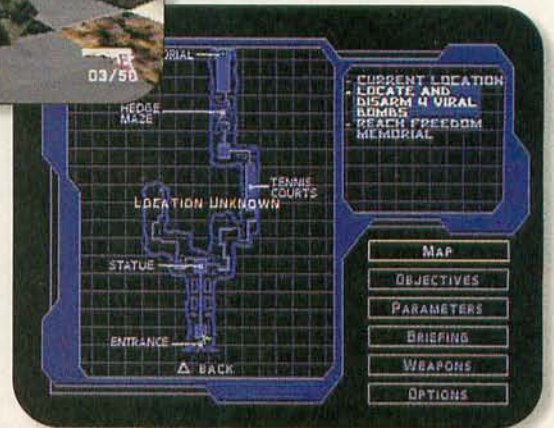 03/50
ORIAL
HEDGE
MAZE
TENNIS
COURTS
LOCATION UNKNOWN
STATUE
ENTRANCE
△ BACK
- CURRENT LOCATION
- LOCATE AND
DISARM 4 VIRAL
BOMBS
- REACH FREEDOM
MEMORIAL
MAP
OBJECTIVES
PARAMETERS
BRIEFING
WEAPONS
OPTIONS